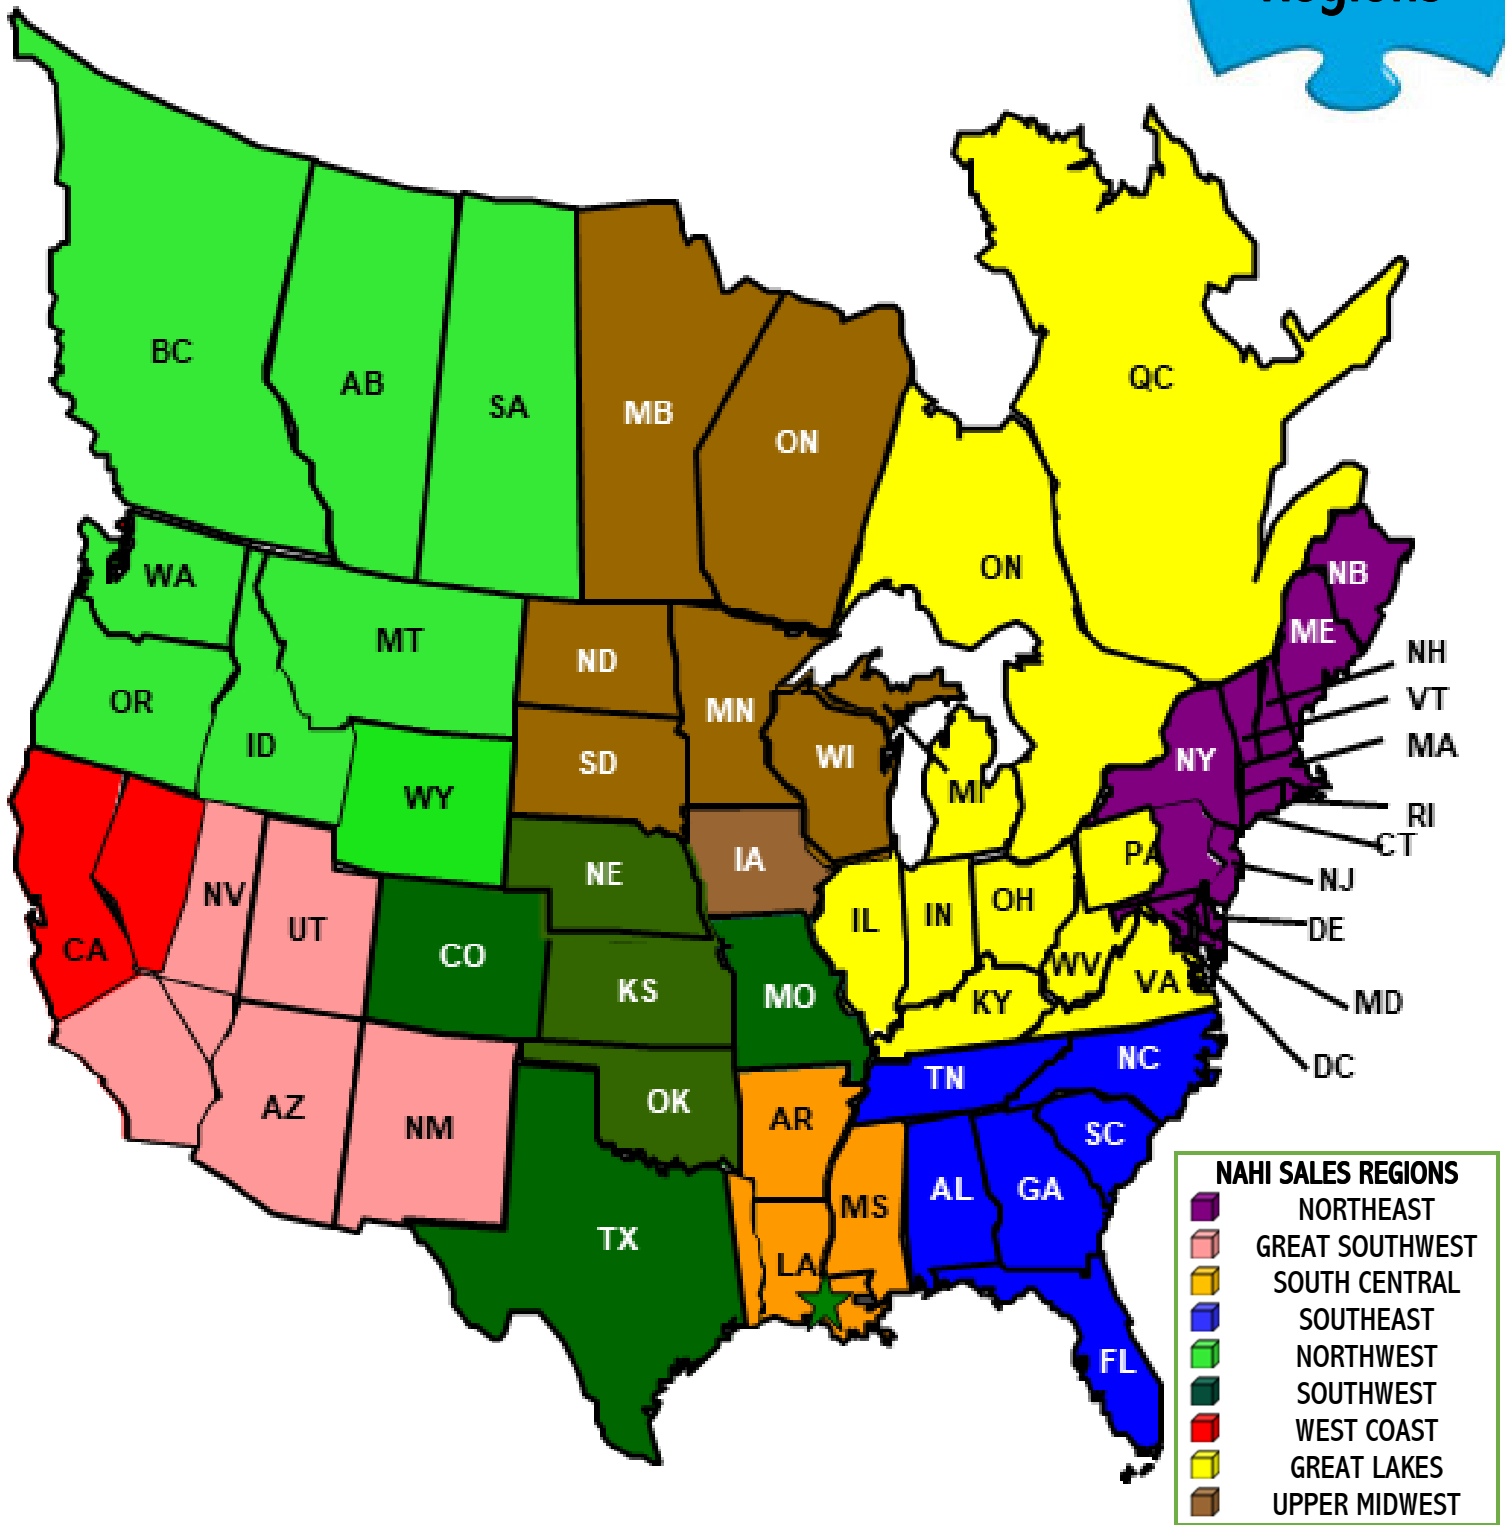 Regions
BC
AB
SA
MB
ON
QC
ON
WA
MT
OR
ID
WY
ND
SD
MN
WI
MI
IA
NE
NB
ME
NH
VT
MA
RI
CT
NJ
DE
MD
DC
NY
PA
NV
CA
UT
CO
KS
MO
IL
IN
OH
WV
VA
KY
AZ
NM
OK
TX
AR
LA
MS
TN
NC
SC
AL
GA
FL
NAHI SALES REGIONS
NORTHEAST
GREAT SOUTHWEST
SOUTH CENTRAL
SOUTHEAST
NORTHWEST
SOUTHWEST
WEST COAST
GREAT LAKES
UPPER MIDWEST